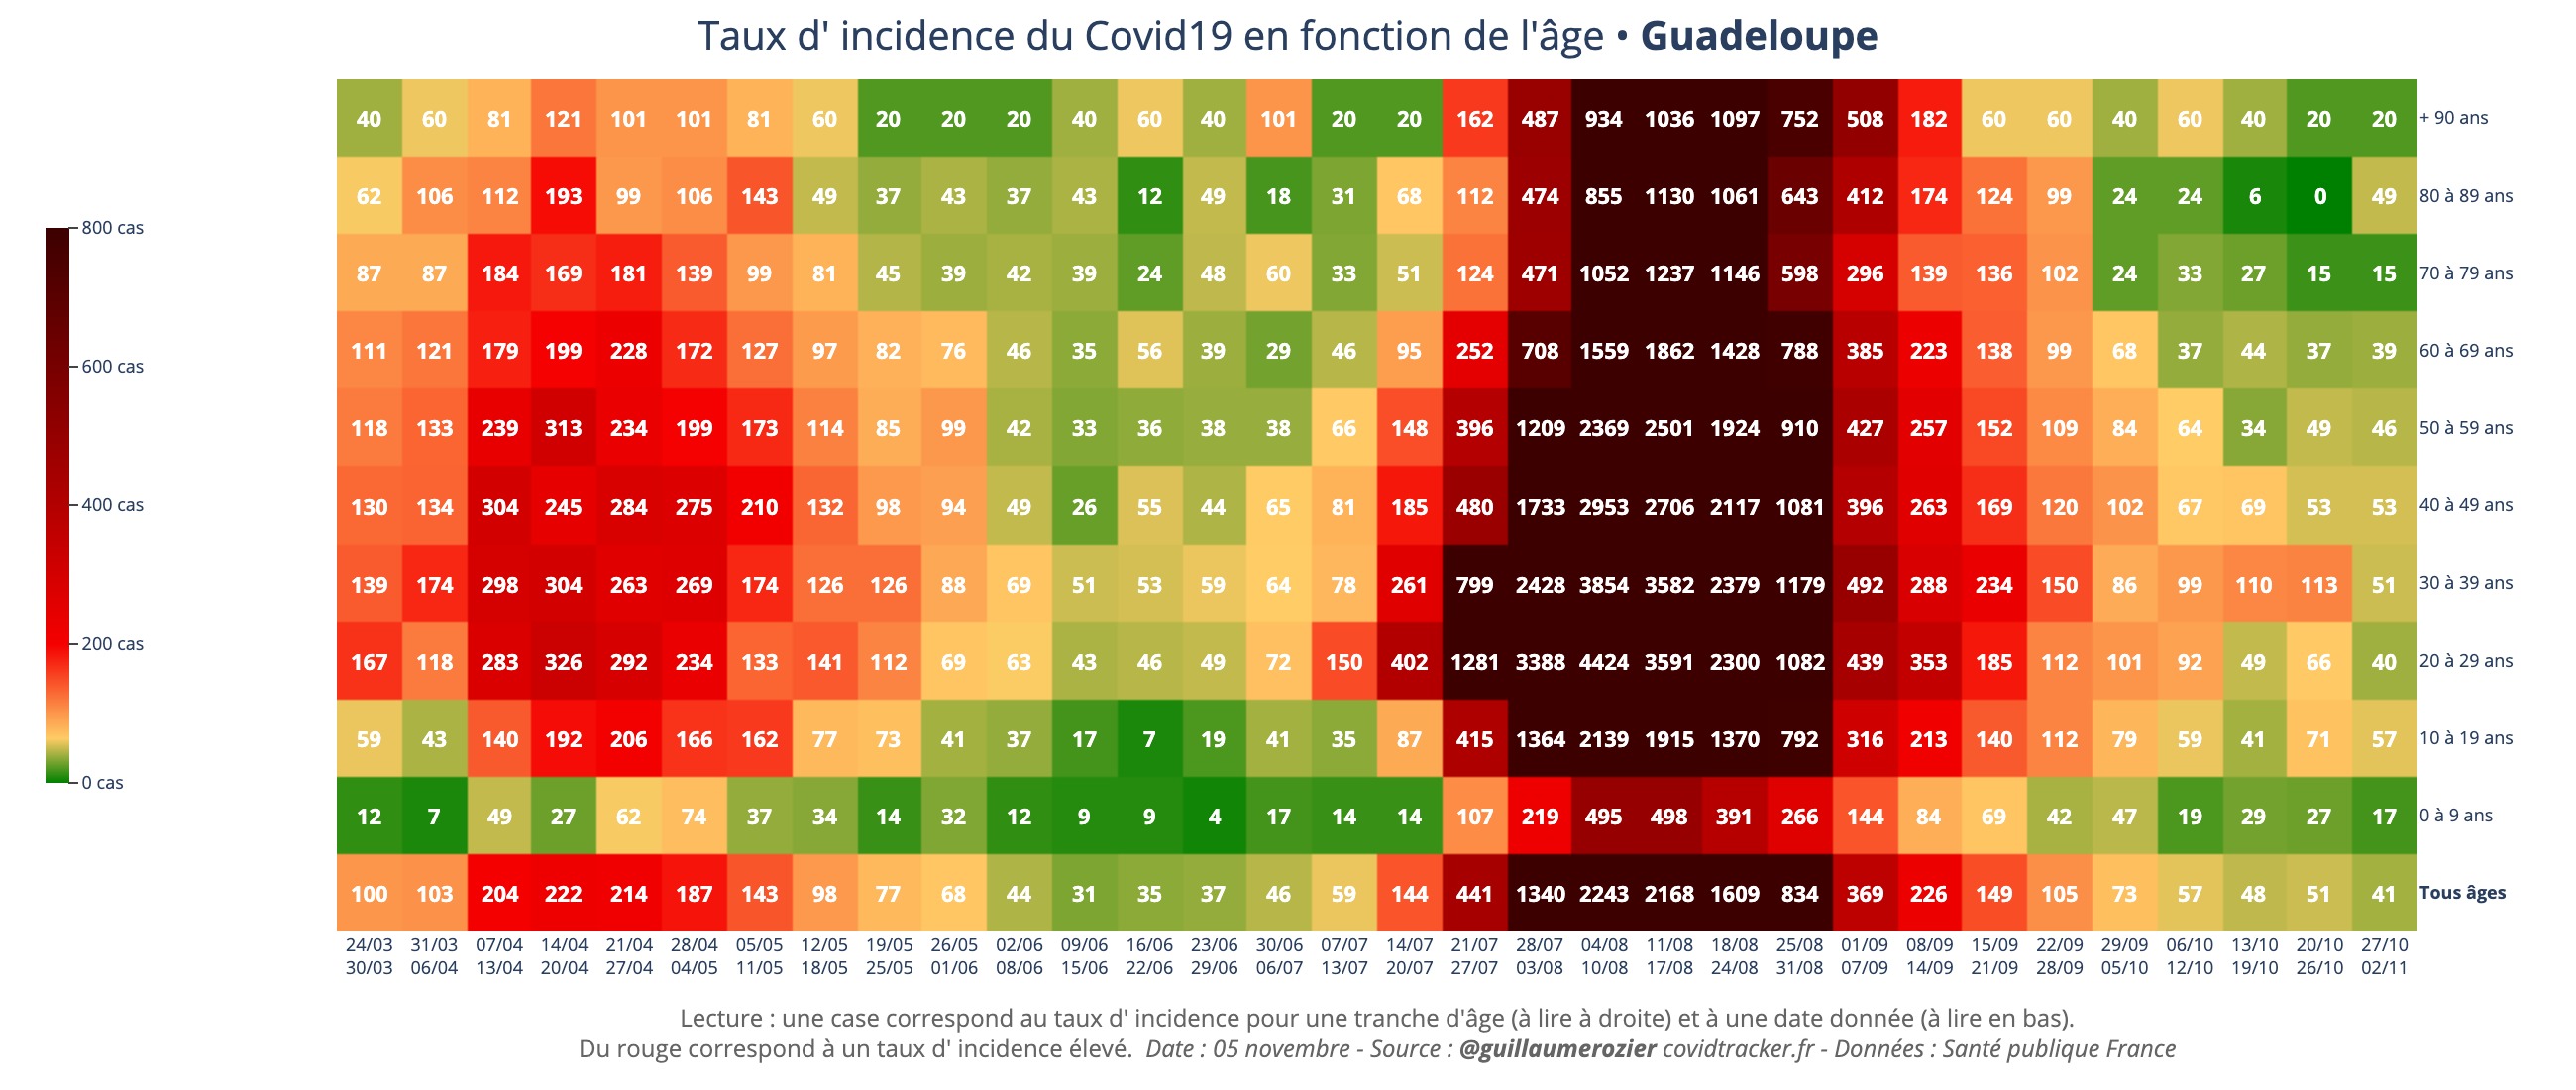 Taux d' incidence du Covid19 en fonction de l'âge • Guadeloupe
800 cas
600 cas
400 cas
200 cas
0 cas
40 60 81 121 101 101 81 60 20 20 20 40 60 40 101 20 20 162 487 934 1036 1097 752 508 182 60 60 40 60 40 20 20 + 90 ans
62 106 112 193 99 106 143 49 37 43 37 43 12 49 18 31 68 112 474 855 1130 1061 643 412 174 124 99 24 24 6 0 49 80 à 89 ans
87 87 184 169 181 139 99 81 45 39 42 39 24 48 60 33 51 124 471 1052 1237 1146 598 296 139 136 102 24 33 27 15 15 70 à 79 ans
111 121 179 199 228 172 127 97 82 76 46 35 56 39 29 46 95 252 708 1559 1862 1428 788 385 223 138 99 68 37 44 37 39 60 à 69 ans
118 133 239 313 234 199 173 114 85 99 42 33 36 38 38 66 148 396 1209 2369 2501 1924 910 427 257 152 109 84 64 34 49 46 50 à 59 ans
130 134 304 245 284 275 210 132 98 94 49 26 55 44 65 81 185 480 1733 2953 2706 2117 1081 396 263 169 120 102 67 69 53 53 40 à 49 ans
139 174 298 304 263 269 174 126 126 88 69 51 53 59 64 78 261 799 2428 3854 3582 2379 1179 492 288 234 150 86 99 110 113 51 30 à 39 ans
167 118 283 326 292 234 133 141 112 69 63 43 46 49 72 150 402 1281 3388 4424 3591 2300 1082 439 353 185 112 101 92 49 66 40 20 à 29 ans
59 43 140 192 206 166 162 77 73 41 37 17 7 19 41 35 87 415 1364 2139 1915 1370 792 316 213 140 112 79 59 41 71 57 10 à 19 ans
12 7 49 27 62 74 37 34 14 32 12 9 9 4 17 14 14 107 219 495 498 391 266 144 84 69 42 47 19 29 27 17 0 à 9 ans
100 103 204 222 214 187 143 98 77 68 44 31 35 37 46 59 144 441 1340 2243 2168 1609 834 369 226 149 105 73 57 48 51 41 Tous âges
24/03 31/03 07/04 14/04 21/04 28/04 05/05 12/05 19/05 26/05 02/06 09/06 16/06 23/06 30/06 07/07 14/07 21/07 28/07 04/08 11/08 18/08 25/08 01/09 08/09 15/09 22/09 29/09 06/10 13/10 20/10 27/10
30/03 06/04 13/04 20/04 27/04 04/05 11/05 18/05 25/05 01/06 08/06 15/06 22/06 29/06 06/07 13/07 20/07 27/07 03/08 10/08 17/08 24/08 31/08 07/09 14/09 21/09 28/09 05/10 12/10 19/10 26/10 02/11
Lecture : une case correspond au taux d' incidence pour une tranche d'âge (à lire à droite) et à une date donnée (à lire en bas).
Du rouge correspond à un taux d' incidence élevé. Date : 05 novembre - Source : @guillaumerozier covidtracker.fr - Données : Santé publique France